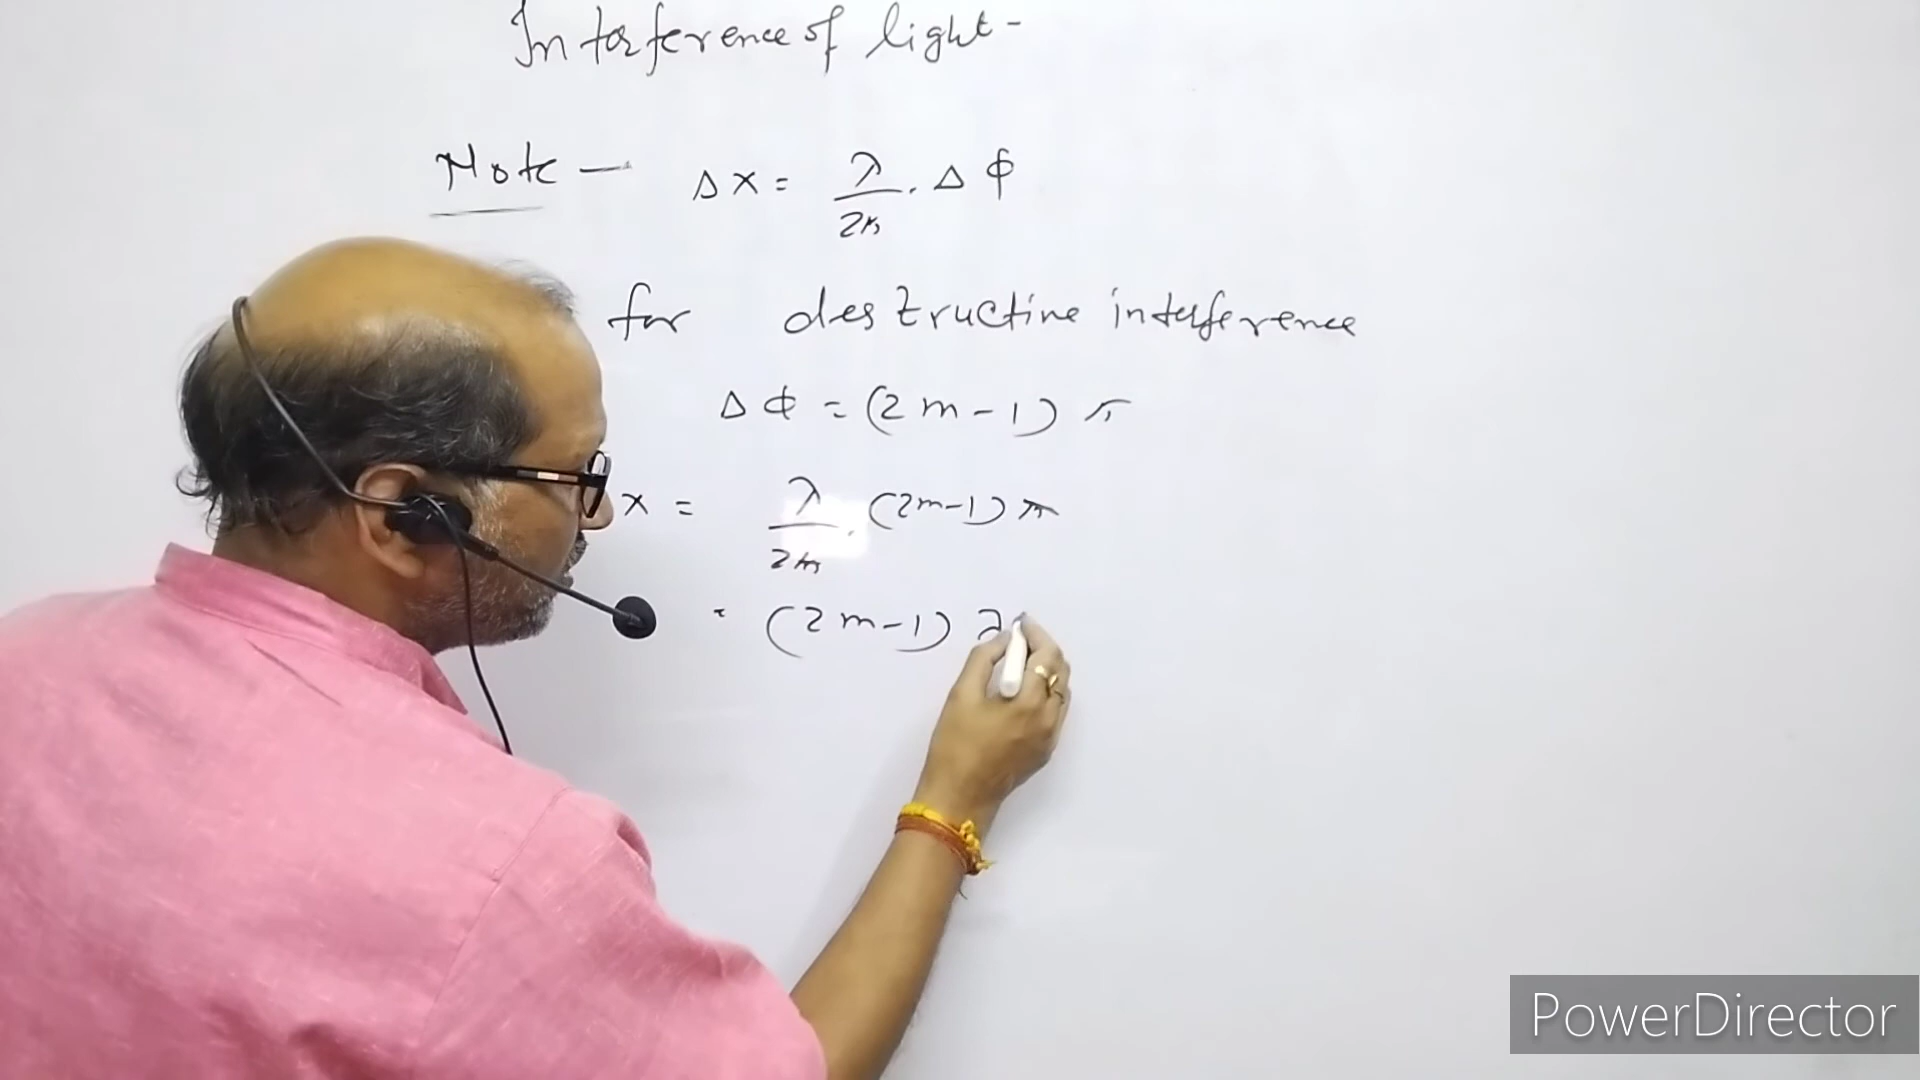 Interference of light -
Note - Δx = λ/2π . Δϕ
for destructive interference
Δϕ = (2m-1) π
x = λ/2π . (2m-1) π
= (2m-1) λ
PowerDirector